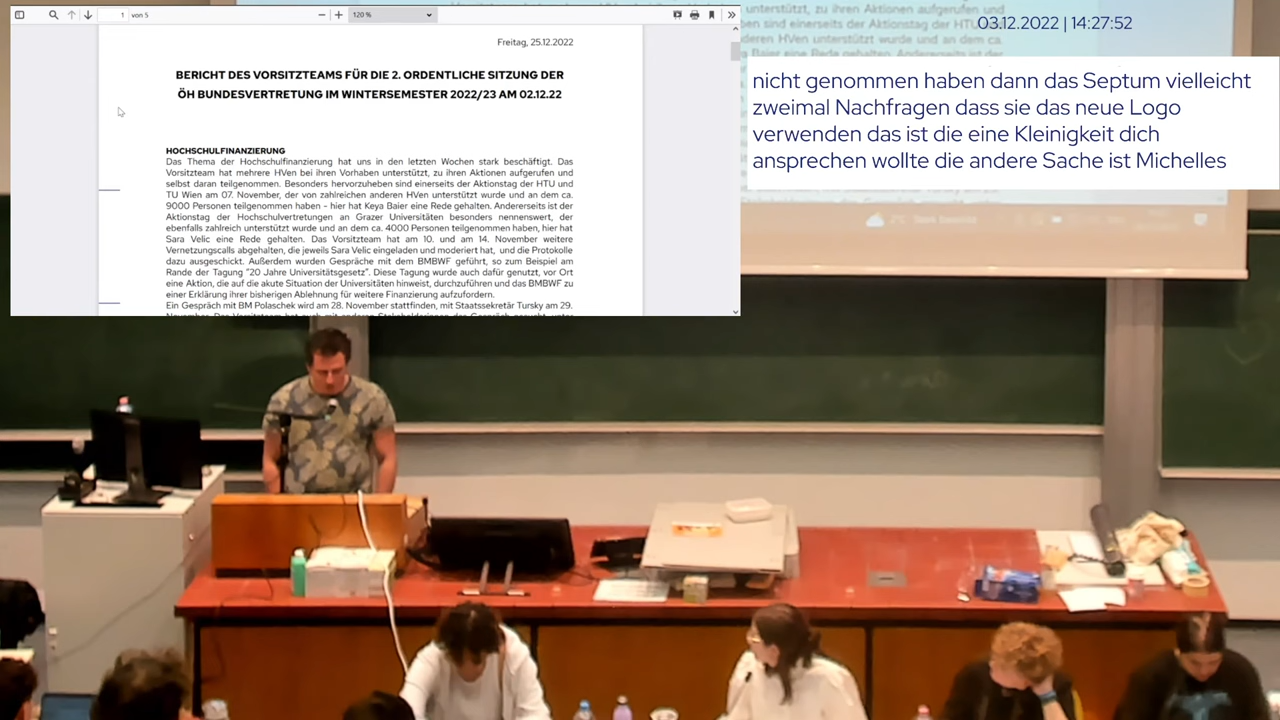 1 von 5
120 %
Freitag, 25.12.2022
BERICHT DES VORSITZTEAMS FÜR DIE 2. ORDENTLICHE SITZUNG DER
ÖH BUNDESVERTRETUNG IM WINTERSEMESTER 2022/23 AM 02.12.22
HOCHSCHULFINANZIERUNG
Das Thema der Hochschulfinanzierung hat uns in den letzten Wochen stark beschäftigt. Das
Vorsitzteam hat mehrere HVen bei ihren Vorhaben unterstützt, zu ihren Aktionen aufgerufen und
selbst daran teilgenommen. Besonders hervorzuheben sind einerseits der Aktionstag der HTU und
TU Wien am 07. November, der von zahlreichen anderen HVen unterstützt wurde und an dem ca.
9000 Personen teilgenommen haben - hier hat Keya Baier eine Rede gehalten. Andererseits ist der
Aktionstag der Hochschulvertretungen an Grazer Universitäten besonders nennenswert, der
ebenfalls zahlreich unterstützt wurde und an dem ca. 4000 Personen teilgenommen haben, hier hat
Sara Velic eine Rede gehalten. Das Vorsitzteam hat am 10. und am 14. November weitere
Vernetzungscalls abgehalten, die jeweils Sara Velic eingeladen und moderiert hat, und die Protokolle
dazu ausgeschickt. Außerdem wurden Gespräche mit dem BMBWF geführt, so zum Beispiel am
Rande der Tagung "20 Jahre Universitätsgesetz". Diese Tagung wurde auch dafür genutzt, vor Ort
eine Aktion, die auf die akute Situation der Universitäten hinweist, durchzuführen und das BMBWF zu
einer Erklärung ihrer bisherigen Ablehnung für weitere Finanzierung aufzufordern.
Ein Gespräch mit BM Polaschek wird am 28. November stattfinden, mit Staatssekretär Tursky am 29.
unterstützt, zu ihren Aktionen aufgerufen und
03.12.2022 | 14:27:52
nicht genommen haben dann das Septum vielleicht
zweimal Nachfragen dass sie das neue Logo
verwenden das ist die eine Kleinigkeit dich
ansprechen wollte die andere Sache ist Michelles